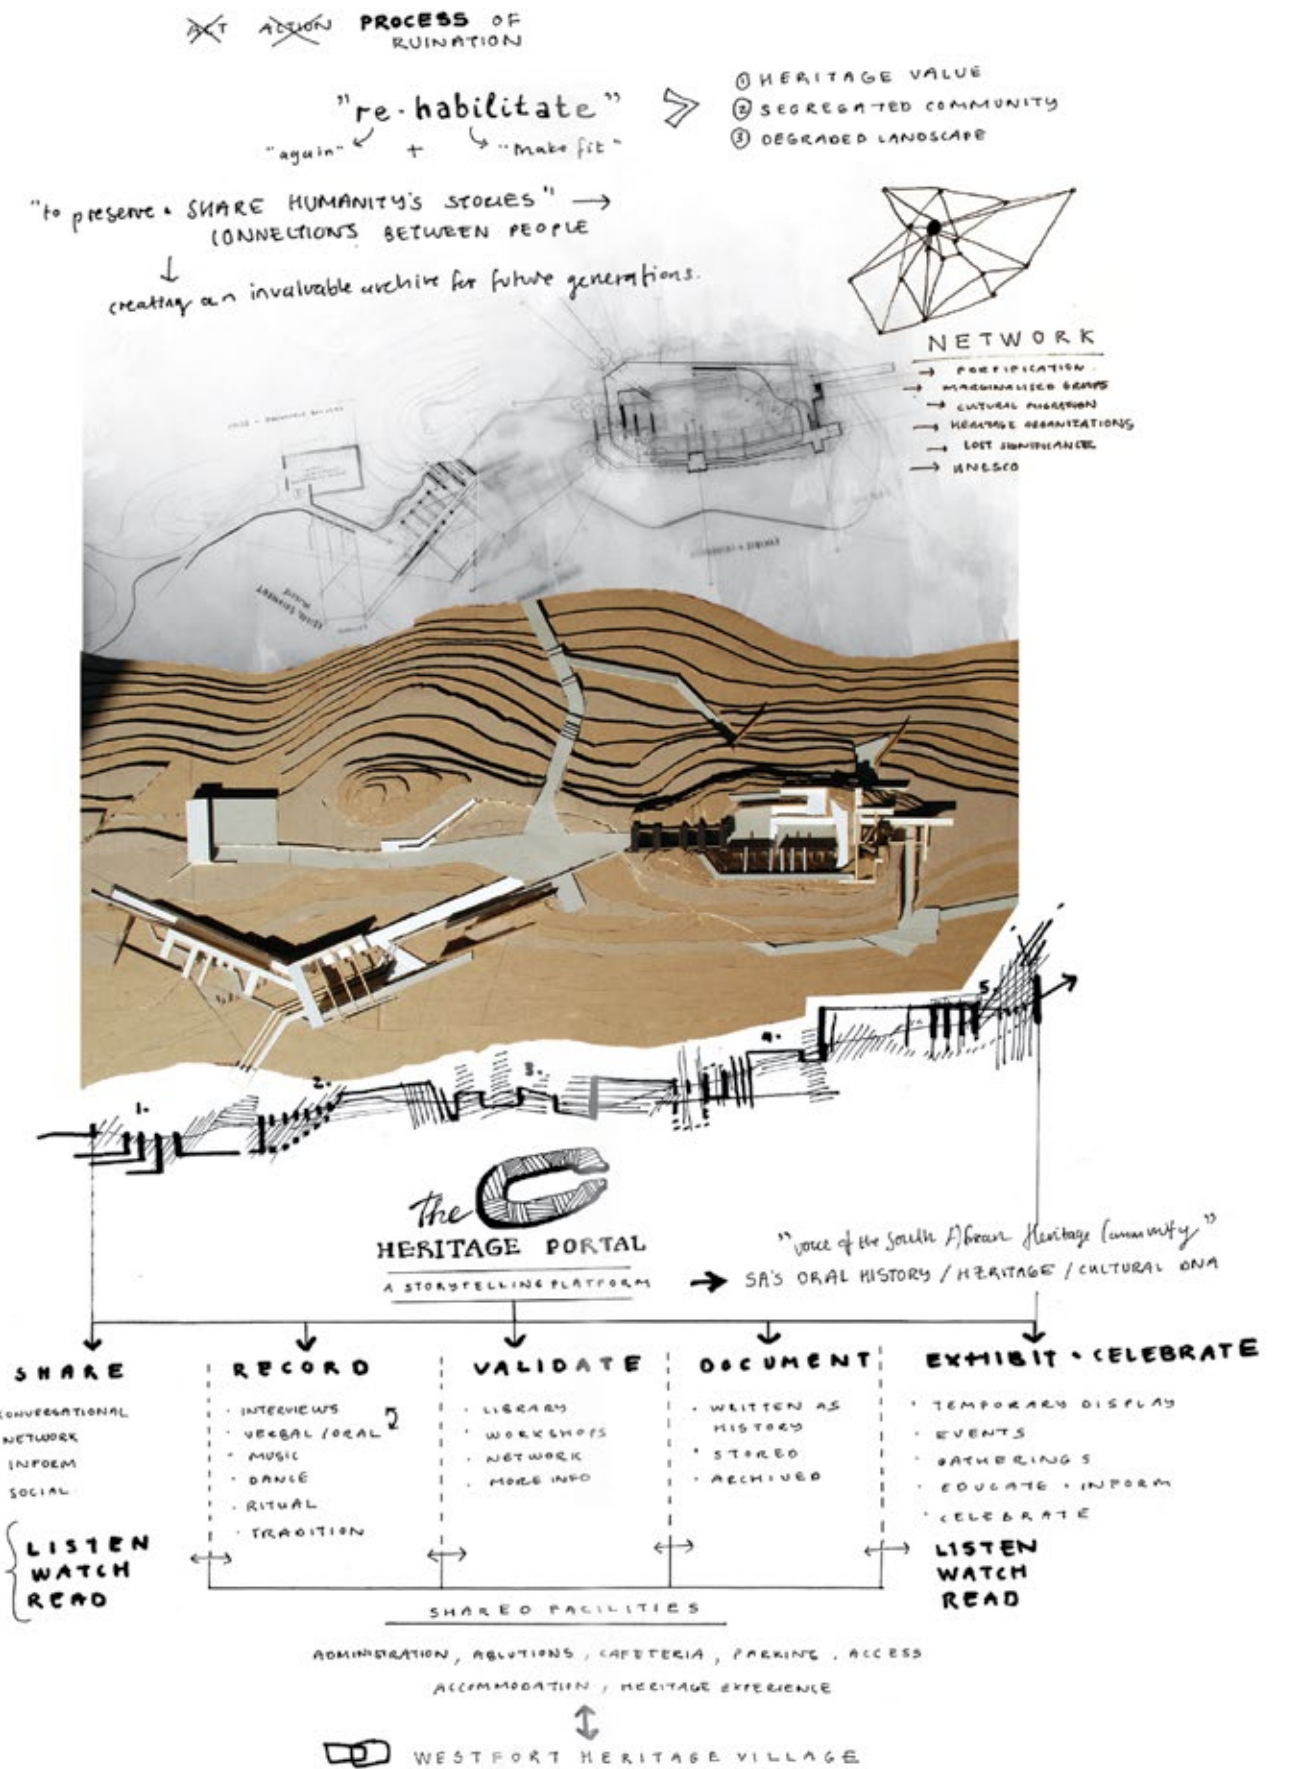 ACT ACTION PROCESS OF
RUINATION
"re-habilitate"
"again" + "Make fit"
① HERITAGE VALUE
② SEGREGATED COMMUNITY
③ DEGRADED LANDSCAPE
"to preserve + SHARE HUMANITY'S STORIES" →
CONNECTIONS BETWEEN PEOPLE
creating an invaluable archive for future generations.
NETWORK
→ FORTIFICATION
→ MARGINALISED GROUPS
→ CULTURAL MIGRATION
→ HERITAGE ORGANIZATIONS
→ LOST SIGNIFICANCE
→ UNESCO
1.
2.
3.
4.
5.
The
HERITAGE PORTAL
A STORYTELLING PLATFORM
"voice of the South African Heritage Community"
→ SA'S ORAL HISTORY / HERITAGE / CULTURAL DNA
SHARE
CONVERSATIONAL
NETWORK
INFORM
SOCIAL
LISTEN
WATCH
READ
RECORD
· INTERVIEWS
· VERBAL / ORAL
· MUSIC
· DANCE
· RITUAL
· TRADITION
VALIDATE
· LIBRARY
· WORKSHOPS
· NETWORK
· MORE INFO
DOCUMENT
· WRITTEN AS
HISTORY
· STORED
· ARCHIVED
EXHIBIT + CELEBRATE
· TEMPORARY DISPLAY
· EVENTS
· GATHERINGS
· EDUCATE + INFORM
· CELEBRATE
LISTEN
WATCH
READ
SHARED FACILITIES
ADMINISTRATION, ABLUTIONS, CAFETERIA, PARKING, ACCESS
ACCOMMODATION, HERITAGE EXPERIENCE
WESTFORT HERITAGE VILLAGE